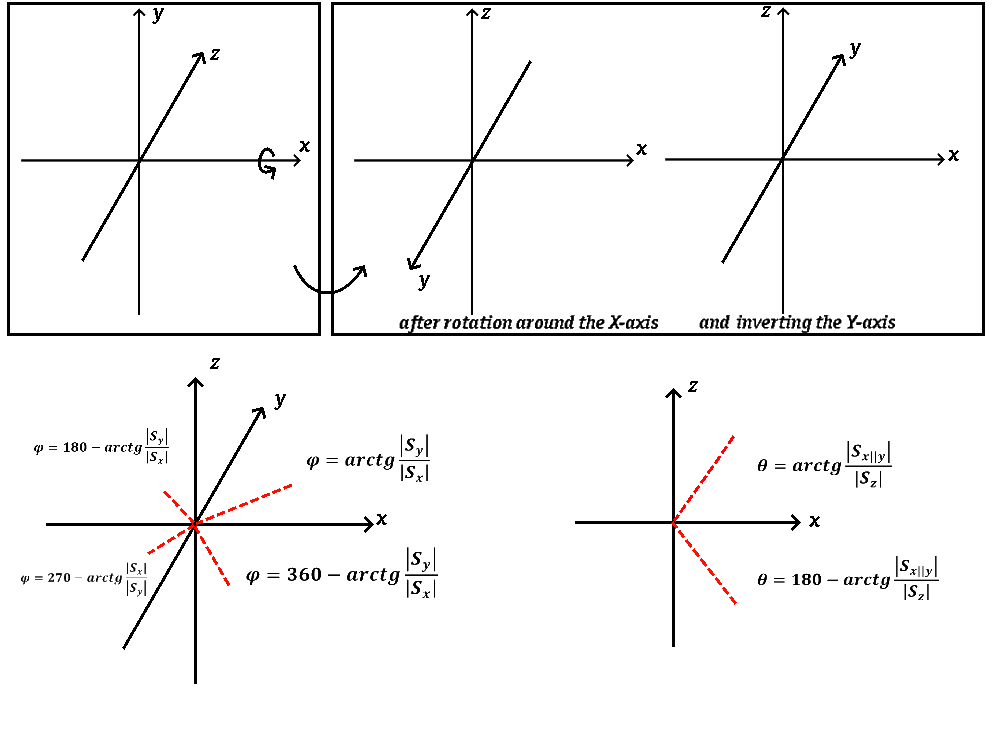 y
z
x
z
x
y
z
y
x
after rotation around the X-axis
and inverting the Y-axis
z
y
x
φ = 180 − arctg |S_y| / |S_x|
φ = arctg |S_y| / |S_x|
φ = 270 − arctg |S_x| / |S_y|
φ = 360 − arctg |S_y| / |S_x|
z
x
θ = arctg |S_x||y| / |S_z|
θ = 180 − arctg |S_x||y| / |S_z|